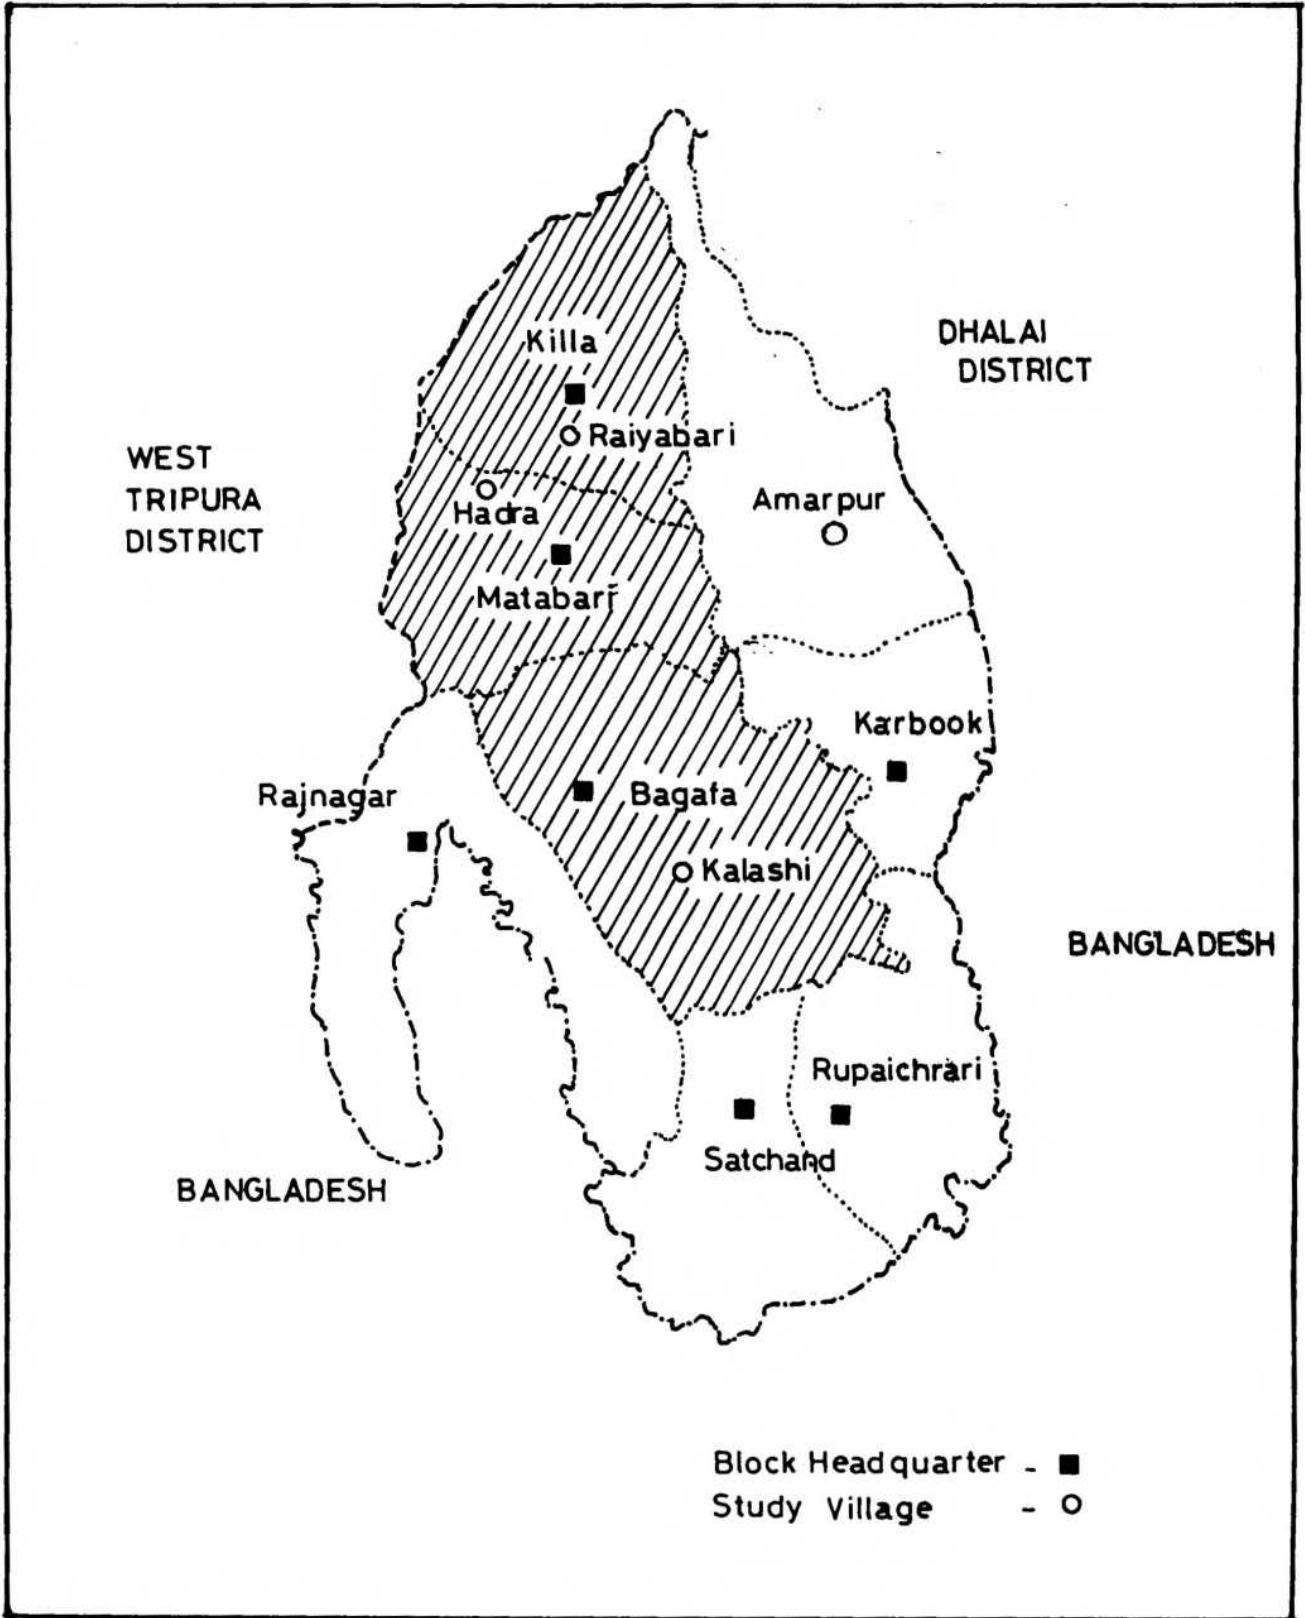 DHALAI
DISTRICT
Killa
Raiyabari
WEST
TRIPURA
DISTRICT
Amarpur
Hadra
Matabari
Karbook
Rajnagar
Bagafa
Kalashi
BANGLADESH
Rupaichrari
Satchand
BANGLADESH
Block Headquarter - ■
Study Village - ○